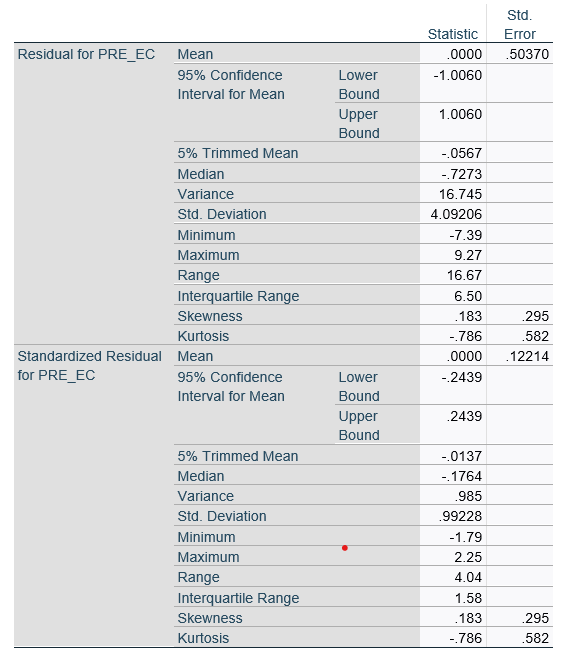 Statistic Std. Error
Residual for PRE_EC Mean .0000 .50370
95% Confidence Interval for Mean Lower Bound -1.0060
Upper Bound 1.0060
5% Trimmed Mean -.0567
Median -.7273
Variance 16.745
Std. Deviation 4.09206
Minimum -7.39
Maximum 9.27
Range 16.67
Interquartile Range 6.50
Skewness .183 .295
Kurtosis -.786 .582
Standardized Residual for PRE_EC Mean .0000 .12214
95% Confidence Interval for Mean Lower Bound -.2439
Upper Bound .2439
5% Trimmed Mean -.0137
Median -.1764
Variance .985
Std. Deviation .99228
Minimum -1.79
Maximum 2.25
Range 4.04
Interquartile Range 1.58
Skewness .183 .295
Kurtosis -.786 .582